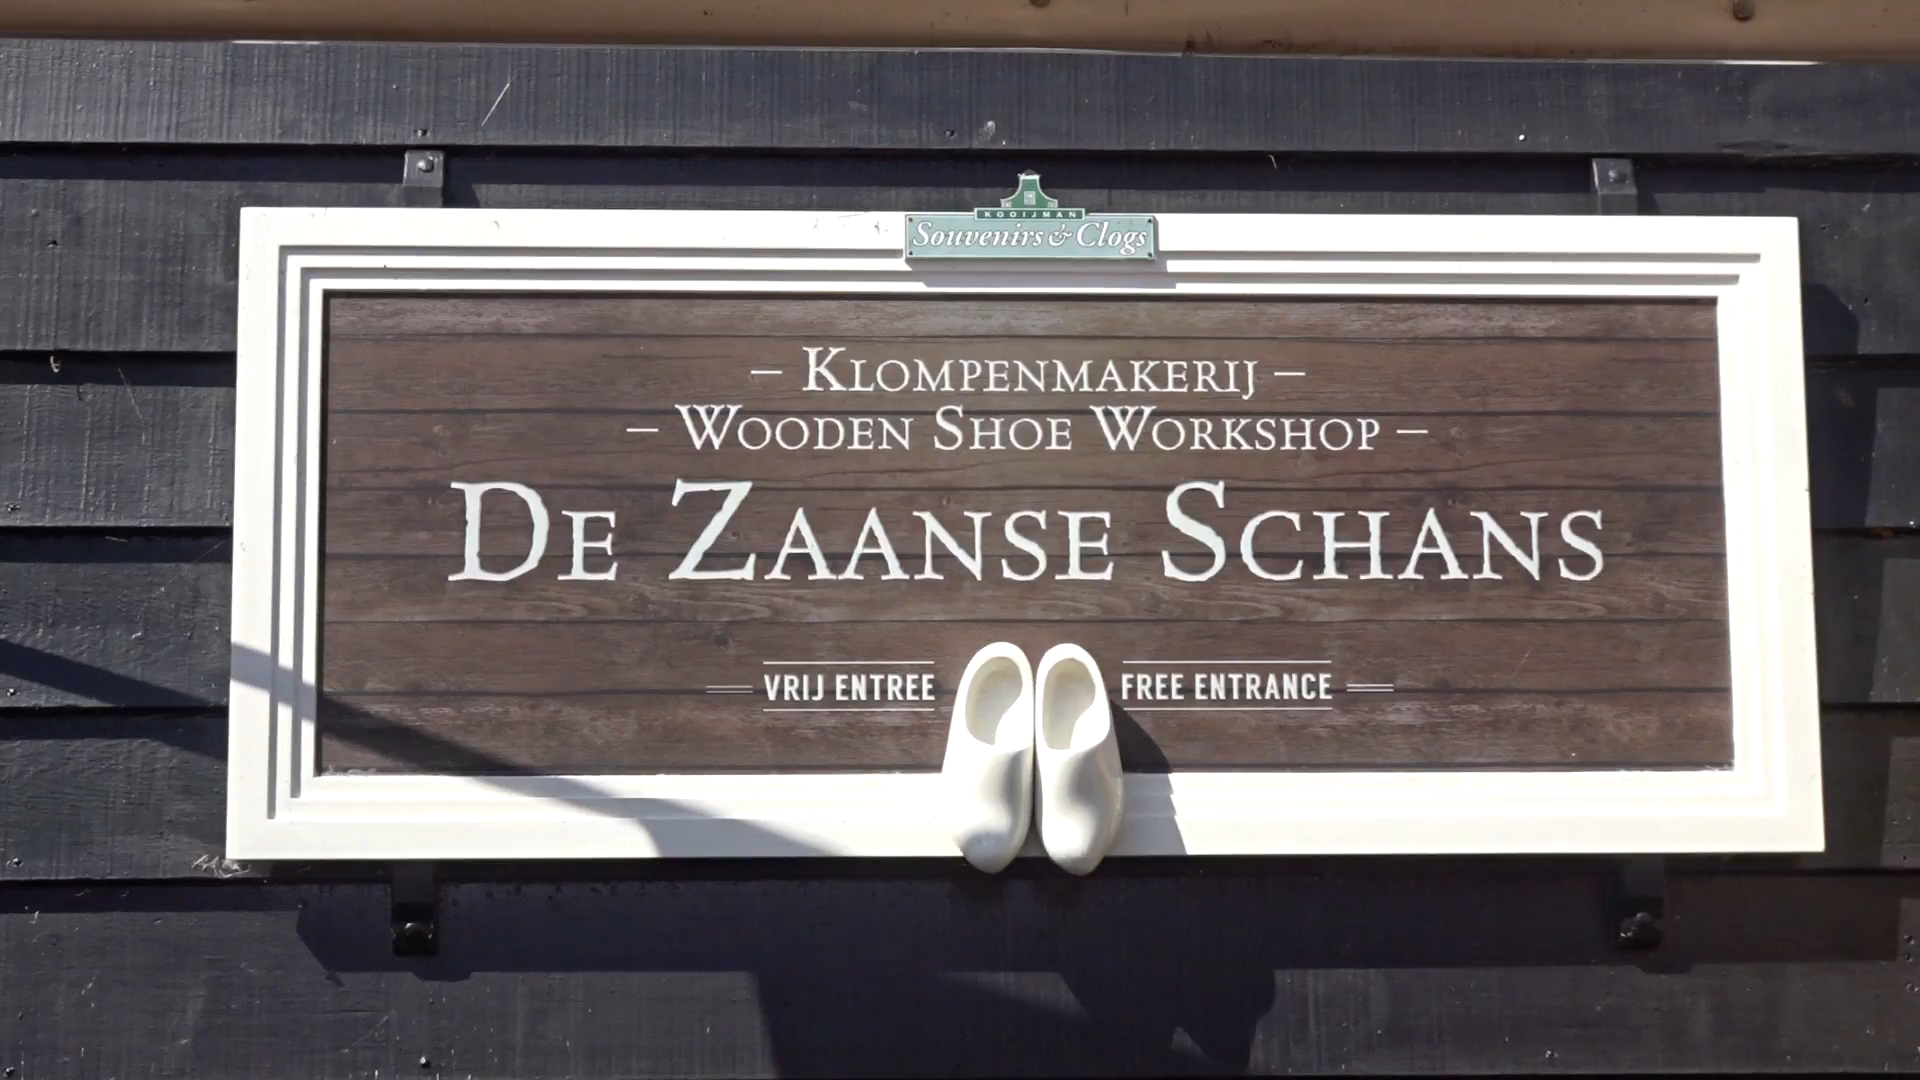 KOOIJMAN
Souvenirs & Clogs
– KLOMPENMAKERIJ –
– WOODEN SHOE WORKSHOP –
DE ZAANSE SCHANS
VRIJ ENTREE FREE ENTRANCE